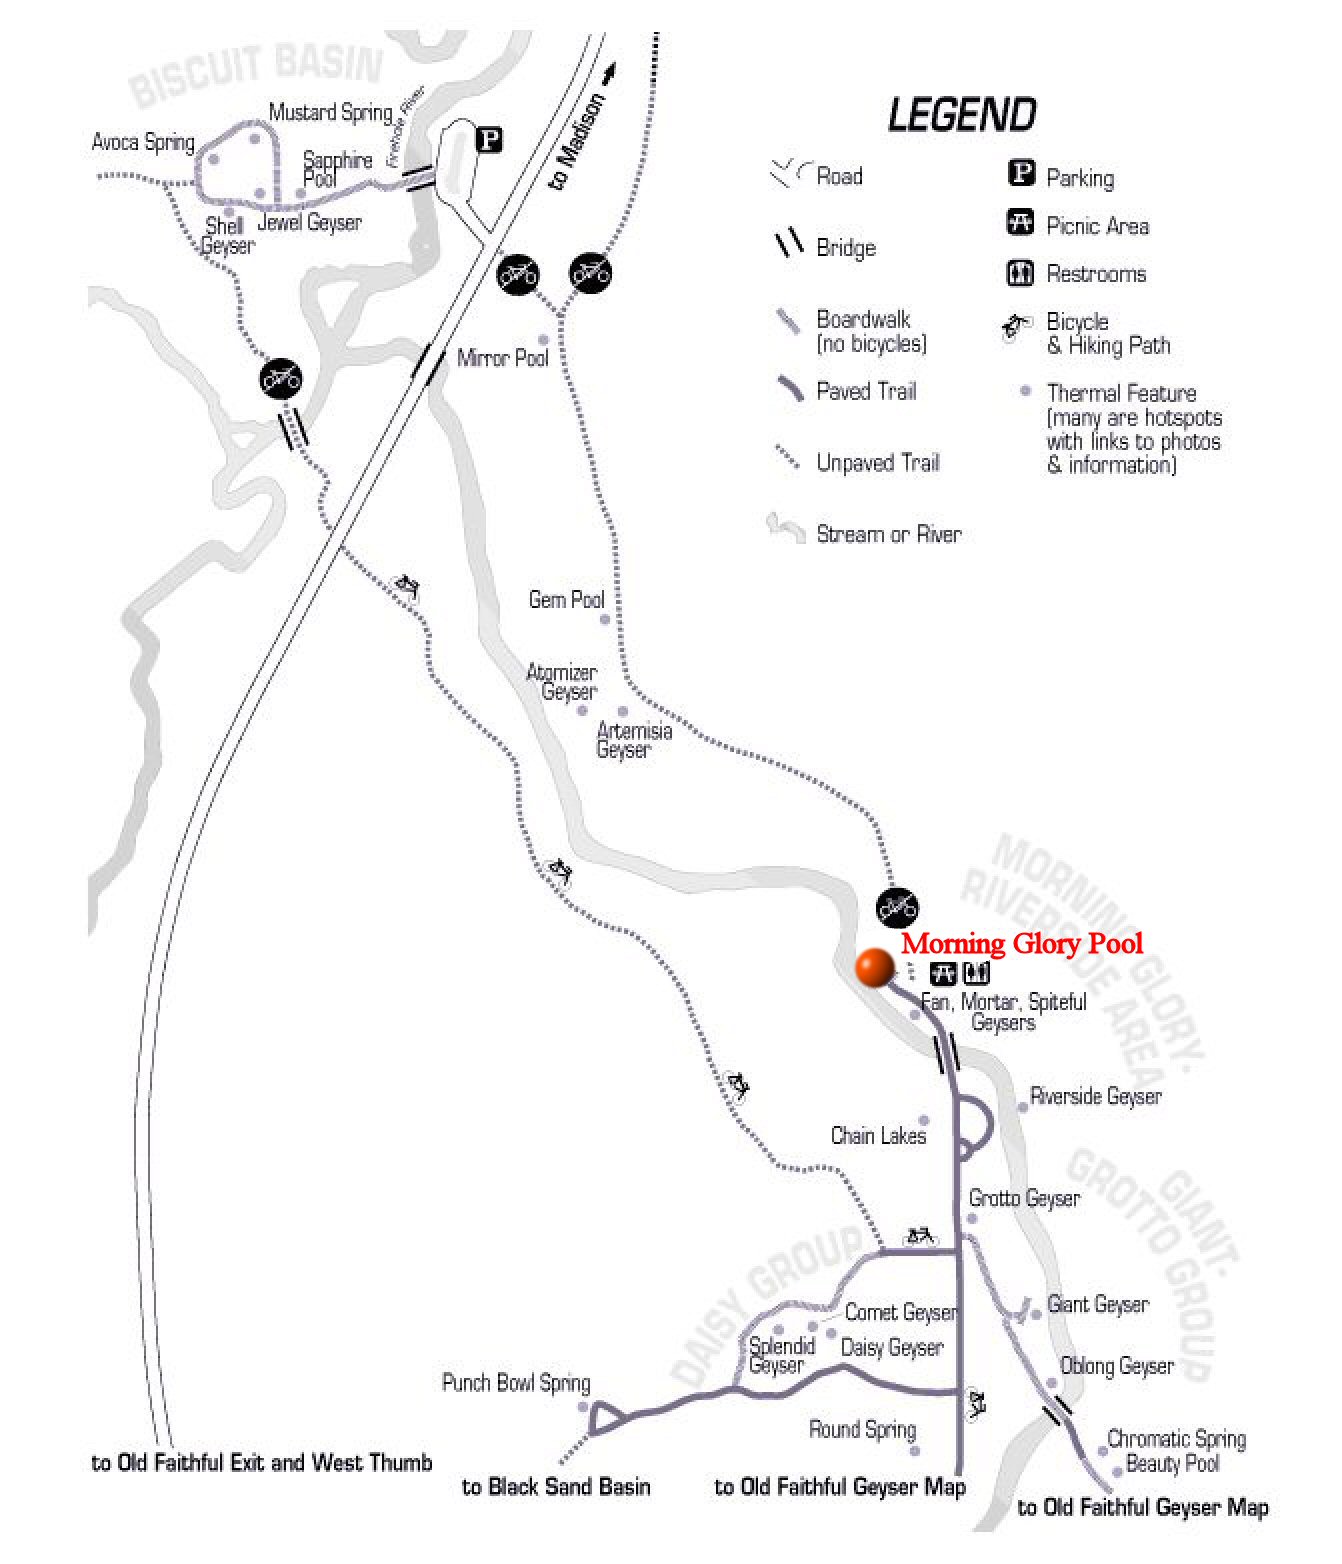 BISCUIT BASIN
Mustard Spring
Avoca Spring
Firehole River
Sapphire
Pool
Shell
Geyser
Jewel Geyser
P
to Madison
Mirror Pool
LEGEND
Road
Bridge
Boardwalk
(no bicycles)
Paved Trail
Unpaved Trail
Stream or River
P
Parking
Picnic Area
Restrooms
Bicycle
& Hiking Path
Thermal Feature
(many are hotspots
with links to photos
& information)
Gem Pool
Atomizer
Geyser
Artemisia
Geyser
MORNING GLORY-
RIVERSIDE AREA
Morning Glory Pool
Fan, Mortar, Spiteful
Geysers
Riverside Geyser
Chain Lakes
Grotto Geyser
GIANT-
GROTTO GROUP
DAISY GROUP
Comet Geyser
Giant Geyser
Splendid
Geyser
Daisy Geyser
Oblong Geyser
Punch Bowl Spring
Round Spring
Chromatic Spring
Beauty Pool
to Old Faithful Exit and West Thumb
to Black Sand Basin
to Old Faithful Geyser Map
to Old Faithful Geyser Map